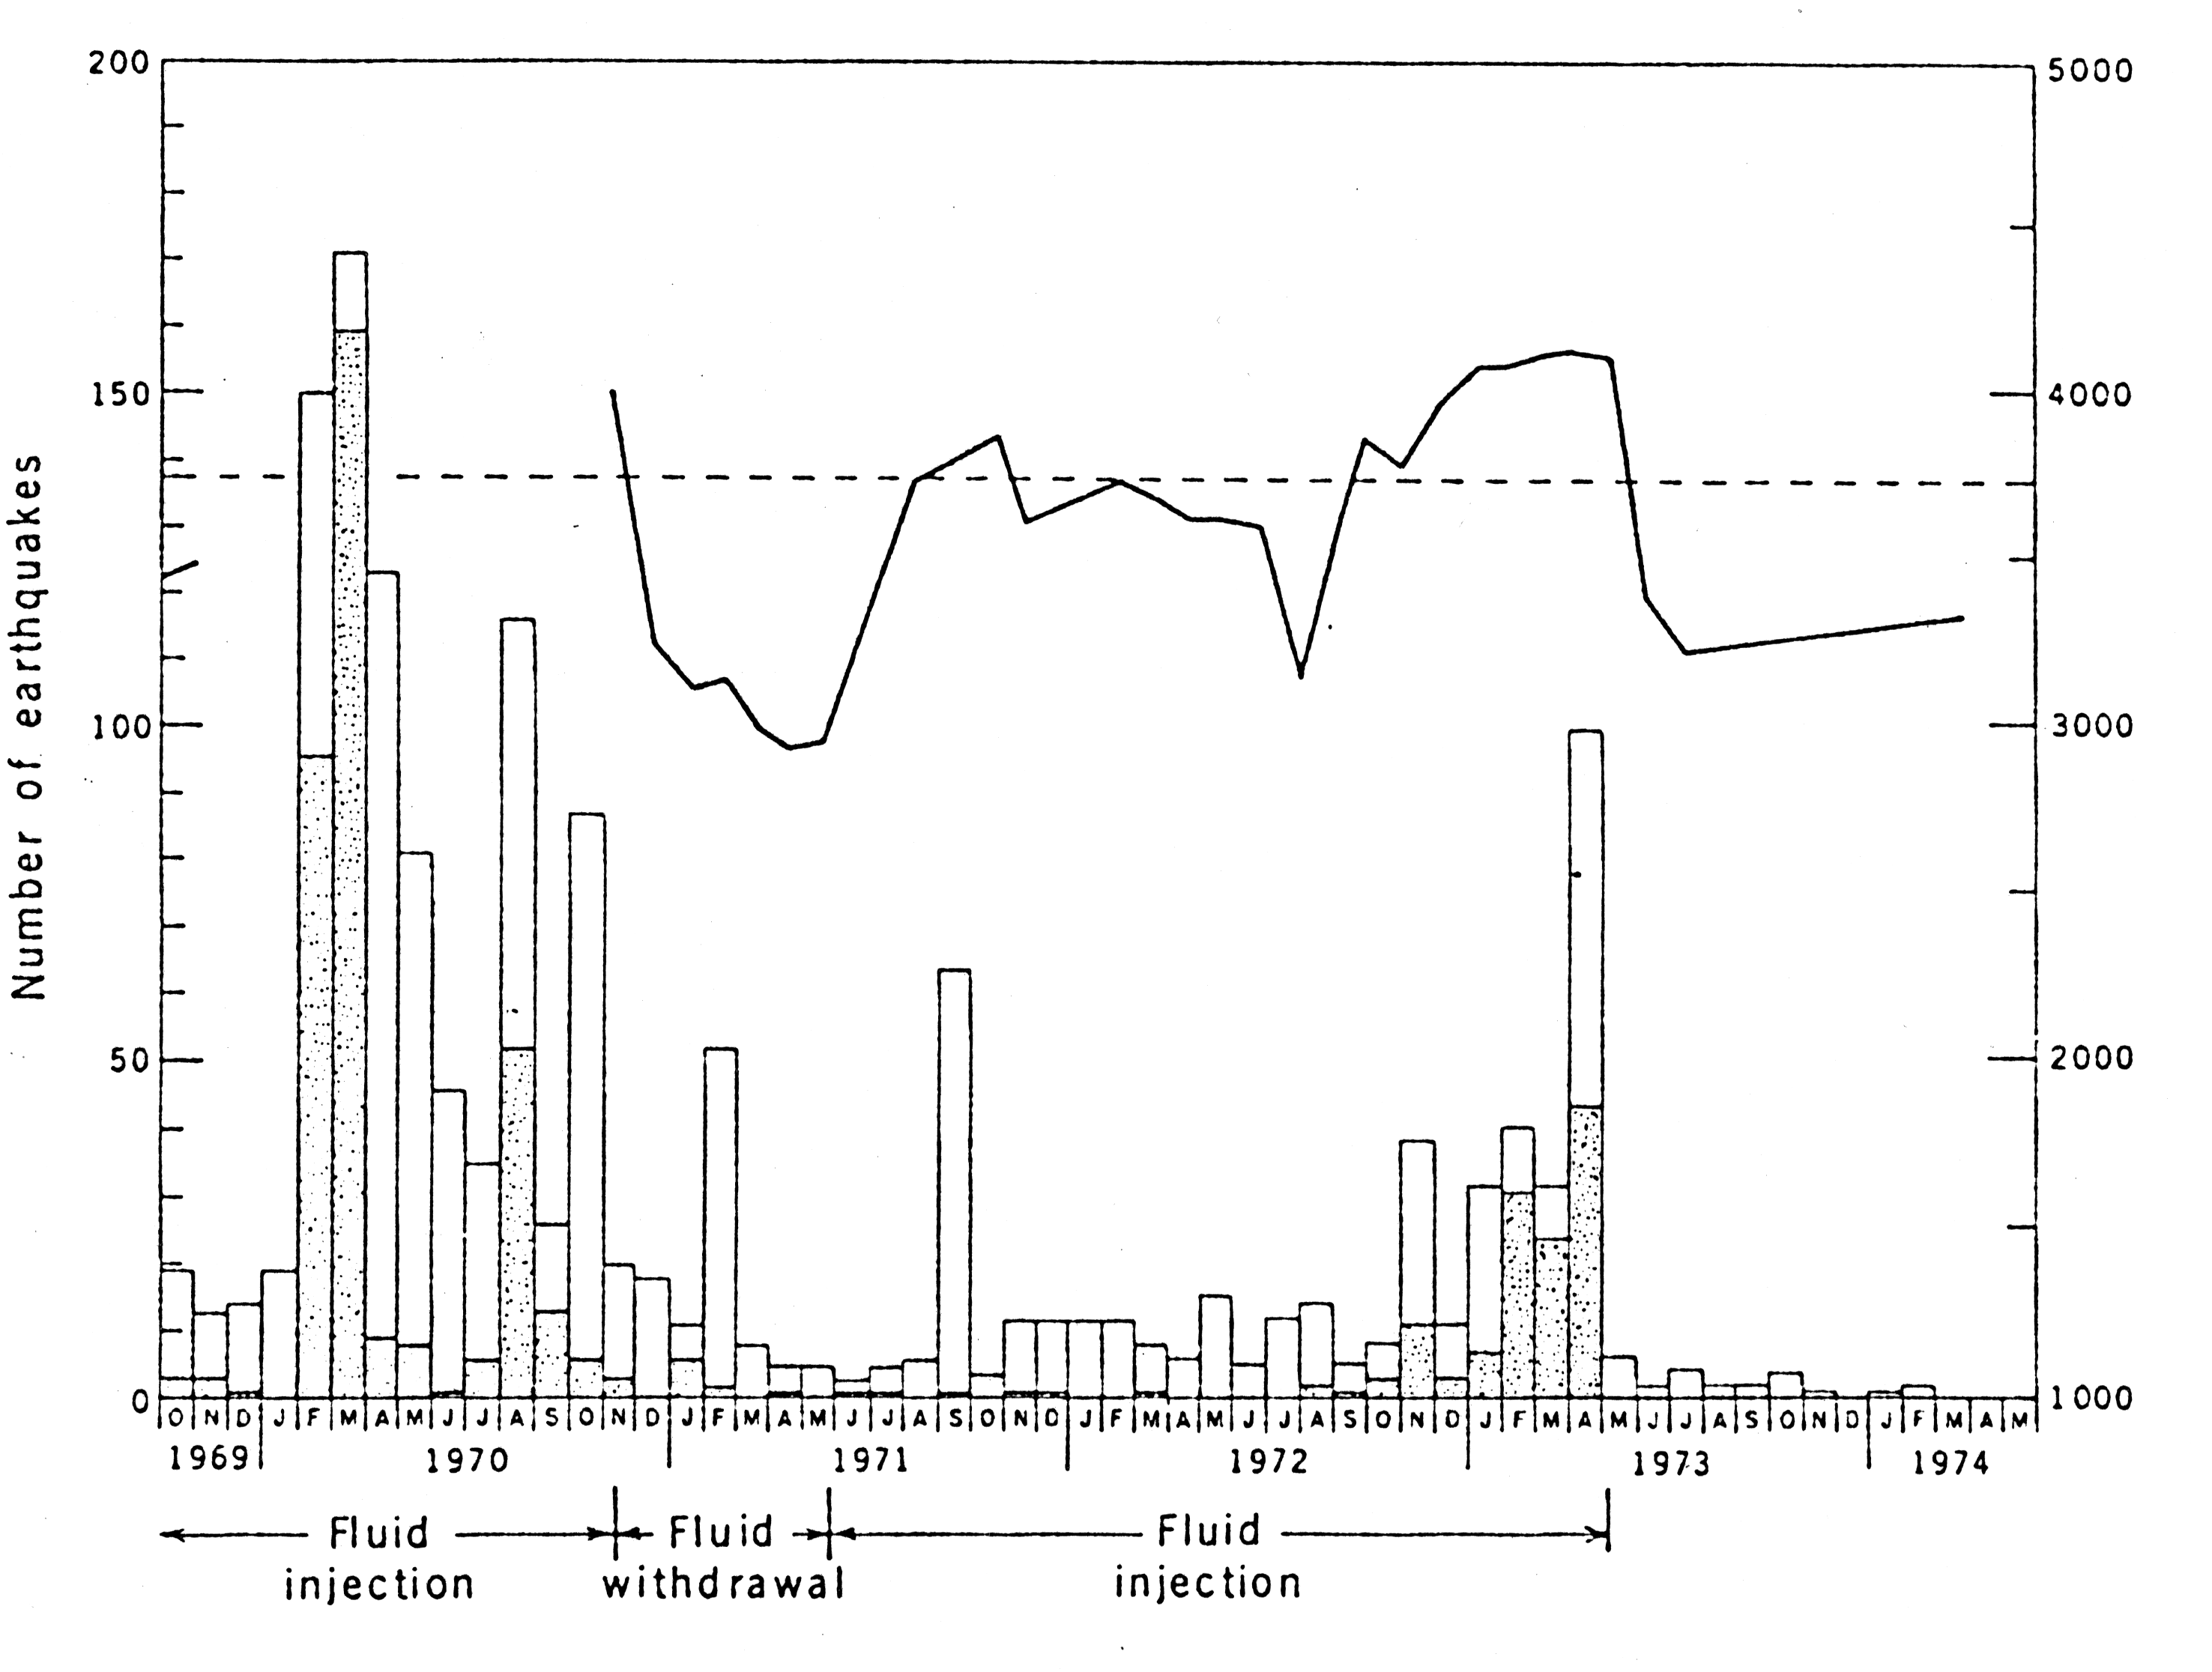 Number of earthquakes
200
150
100
50
0
5000
4000
3000
2000
1000
O N D J F M A M J J A S O N D J F M A M J J A S O N D J F M A M J J A S O N D J F M A M J J A S O N D J F M A M
1969 1970 1971 1972 1973 1974
Fluid injection
Fluid withdrawal
Fluid injection